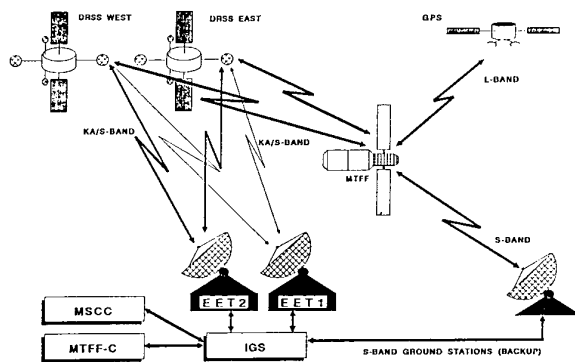 DRSS WEST
DRSS EAST
GPS
L-BAND
KA/S-BAND
KA/S-BAND
MTFF
S-BAND
EET2
EET1
MSCC
MTFF-C
IGS
S-BAND GROUND STATIONS (BACKUP)